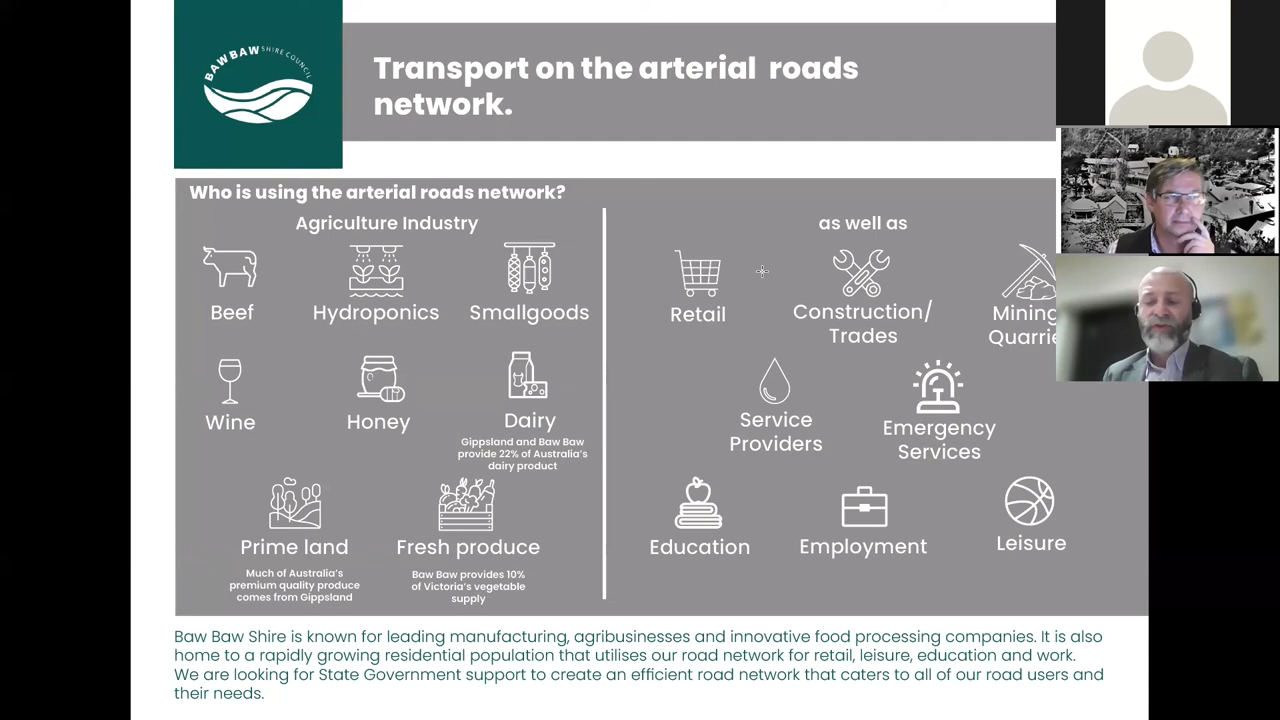 BAWBAW SHIRE COUNCIL
Transport on the arterial roads
network.
Who is using the arterial roads network?
Agriculture Industry
Beef
Hydroponics
Smallgoods
Wine
Honey
Dairy
Gippsland and Baw Baw
provide 22% of Australia's
dairy product
Prime land
Much of Australia's
premium quality produce
comes from Gippsland
Fresh produce
Baw Baw provides 10%
of Victoria's vegetable
supply
as well as
Retail
Construction/
Trades
Mining
Quarrie
Service
Providers
Emergency
Services
Education
Employment
Leisure
Baw Baw Shire is known for leading manufacturing, agribusinesses and innovative food processing companies. It is also
home to a rapidly growing residential population that utilises our road network for retail, leisure, education and work.
We are looking for State Government support to create an efficient road network that caters to all of our road users and
their needs.